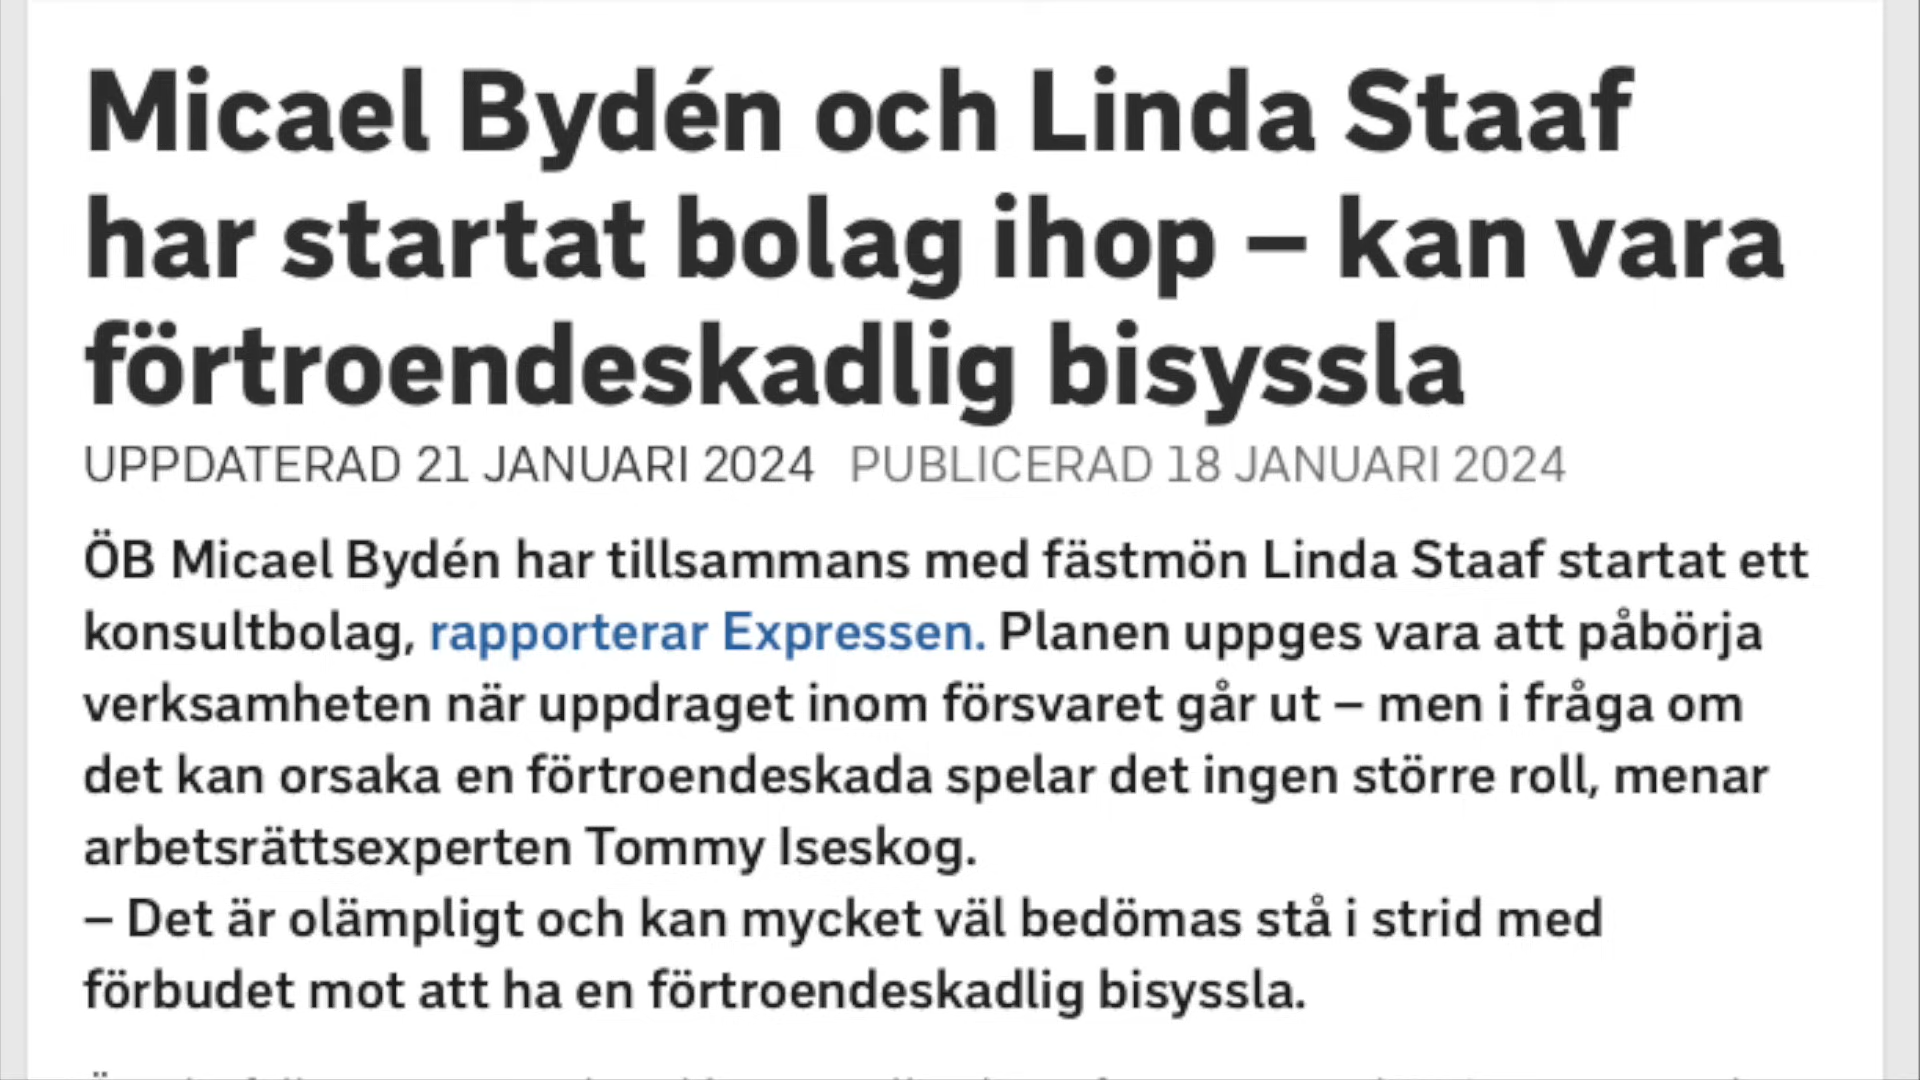 Micael Bydén och Linda Staaf
har startat bolag ihop – kan vara
förtroendeskadlig bisyssla
UPPDATERAD 21 JANUARI 2024 PUBLICERAD 18 JANUARI 2024
ÖB Micael Bydén har tillsammans med fästmön Linda Staaf startat ett
konsultbolag, rapporterar Expressen. Planen uppges vara att påbörja
verksamheten när uppdraget inom försvaret går ut – men i fråga om
det kan orsaka en förtroendeskada spelar det ingen större roll, menar
arbetsrättsexperten Tommy Iseskog.
– Det är olämpligt och kan mycket väl bedömas stå i strid med
förbudet mot att ha en förtroendeskadlig bisyssla.